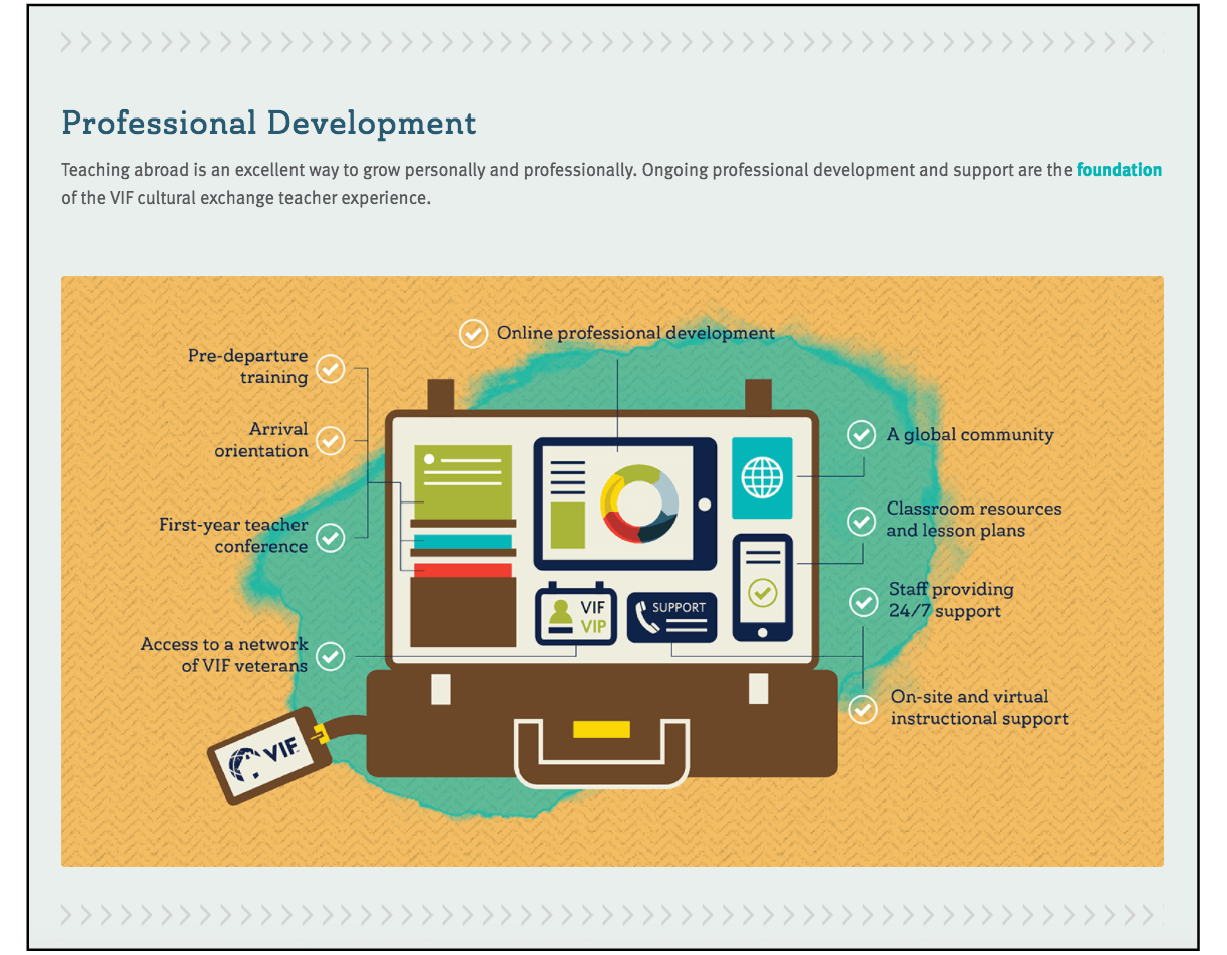 Professional Development
Teaching abroad is an excellent way to grow personally and professionally. Ongoing professional development and support are the foundation
of the VIF cultural exchange teacher experience.
Online professional development
Pre-departure
training
Arrival
orientation
First-year teacher
conference
Access to a network
of VIF veterans
A global community
Classroom resources
and lesson plans
Staff providing
24/7 support
On-site and virtual
instructional support
VIF
VIP
SUPPORT
VIF